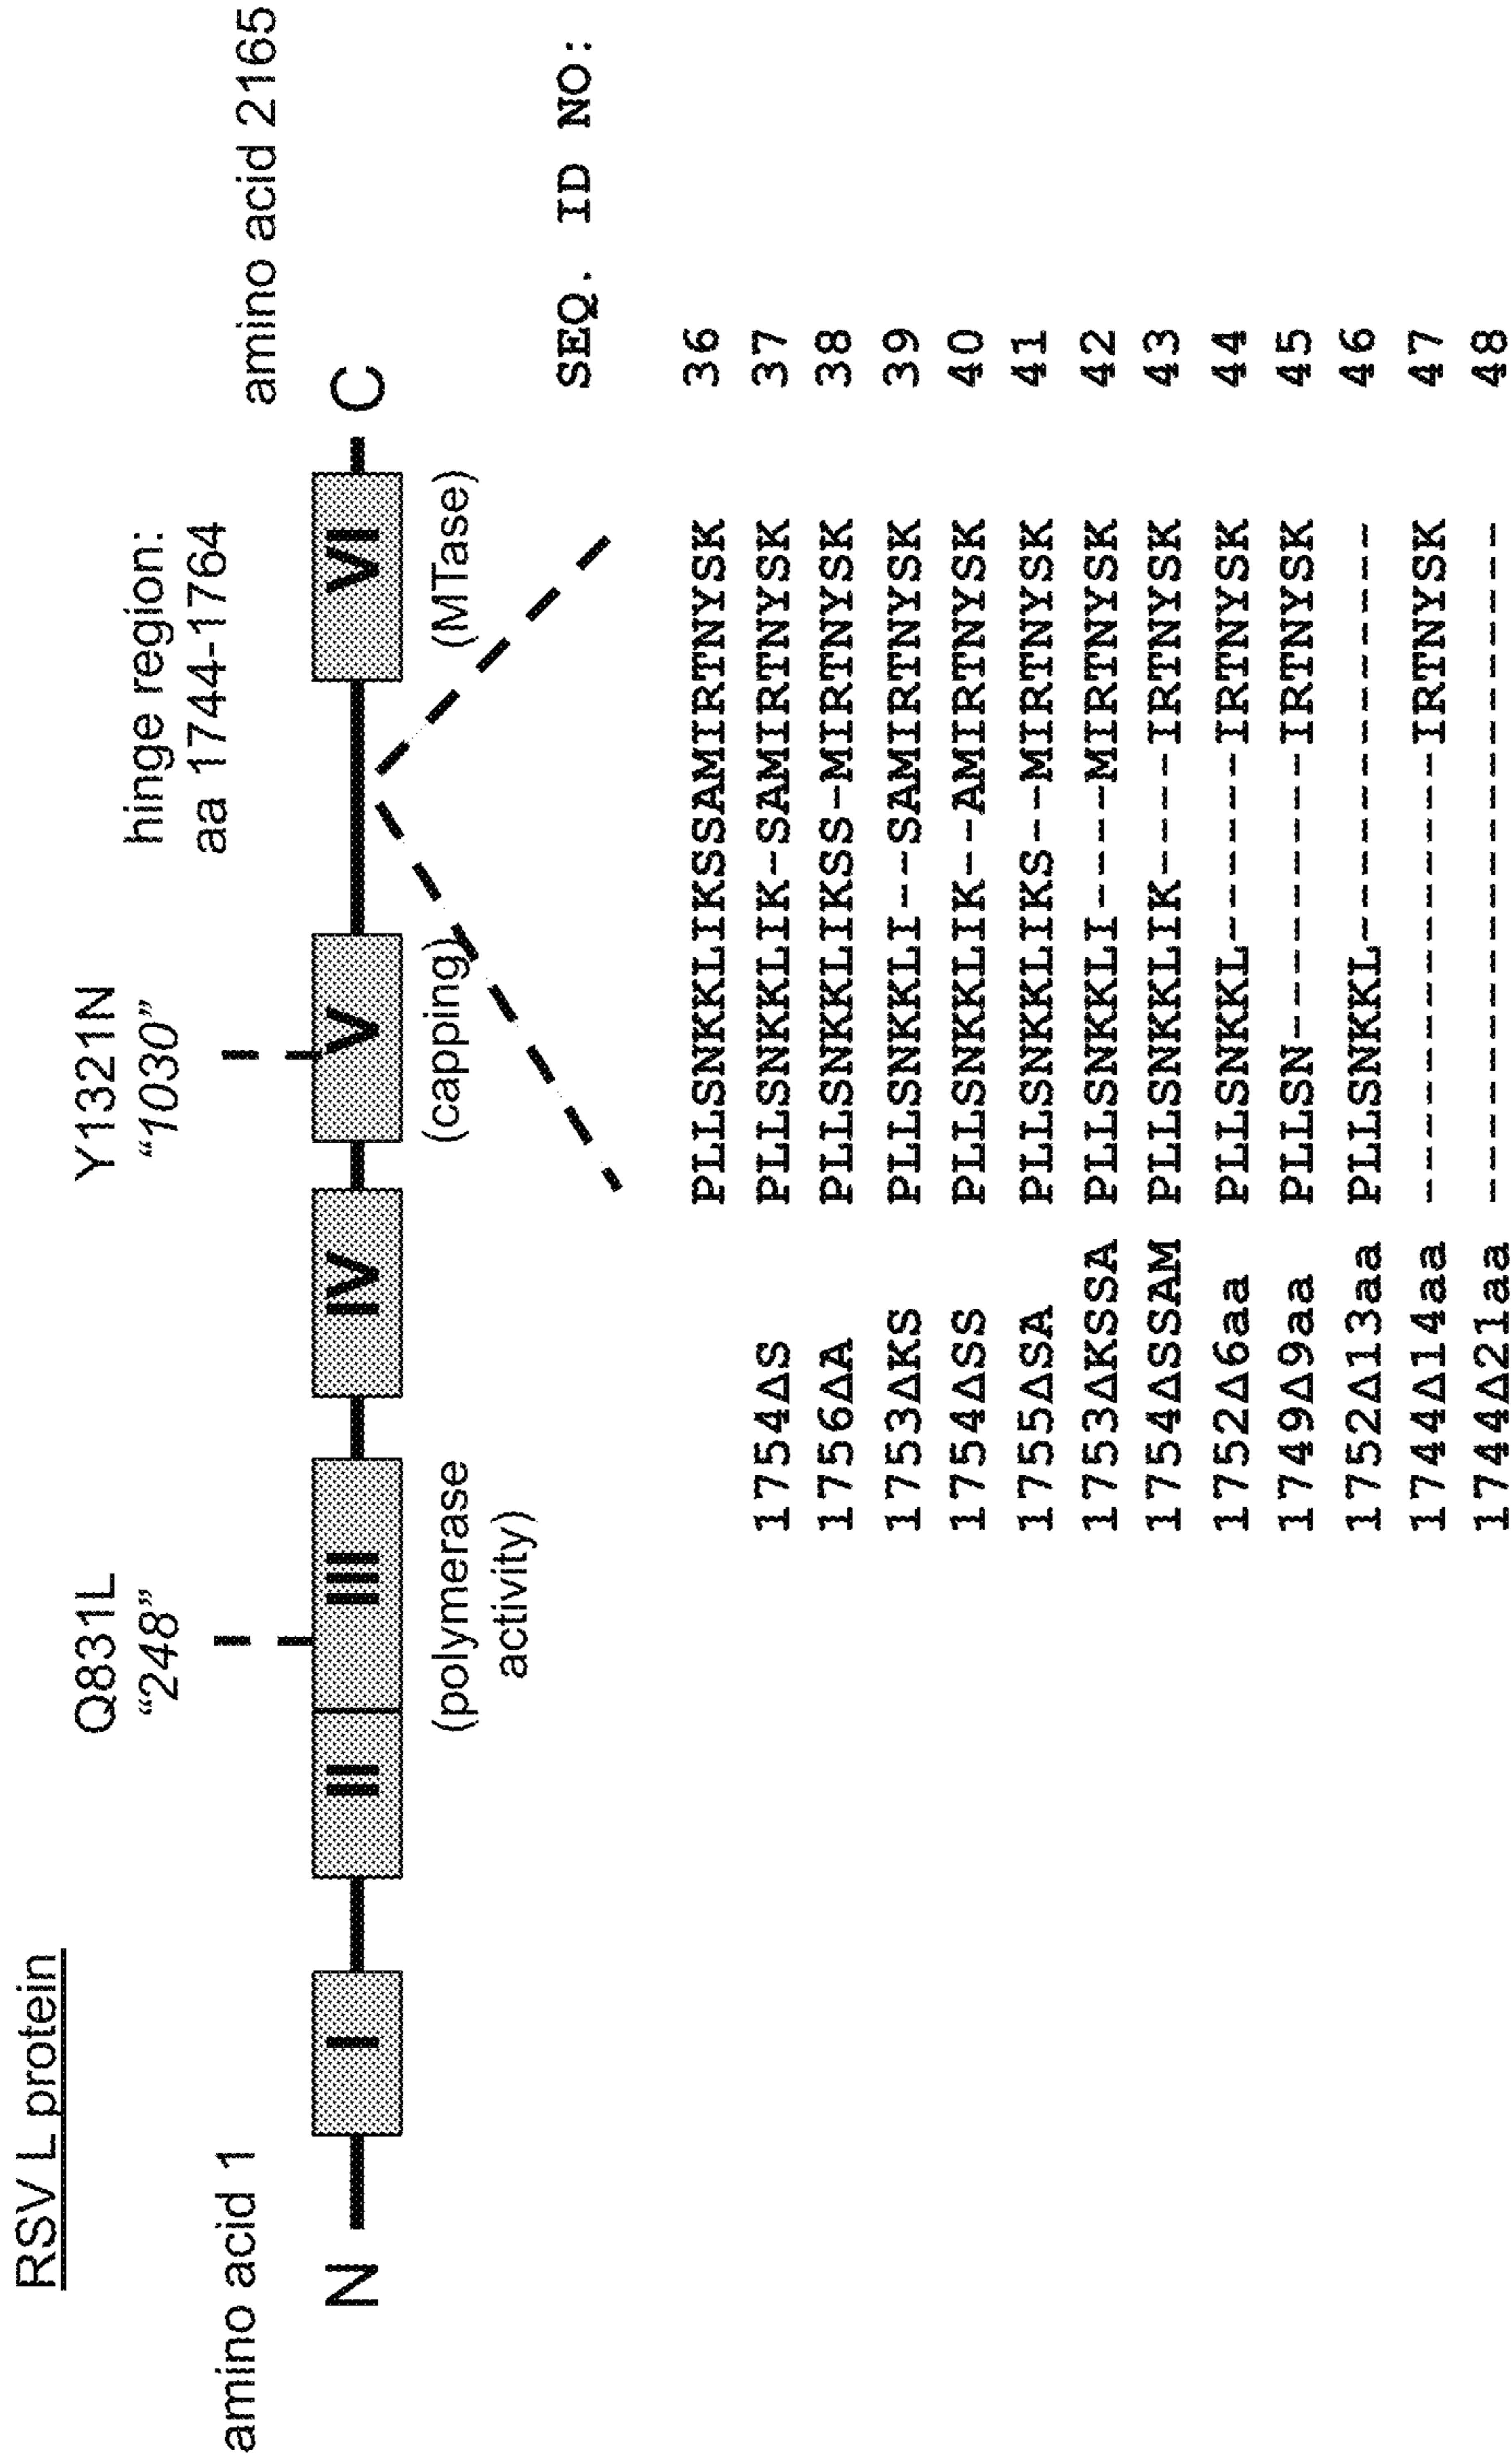 RSV L protein
Q831L
"248"
Y1321N
"1030"
hinge region:
aa 1744-1764
amino acid 1
amino acid 2165
N I II III IV V VI C
(polymerase
activity)
(capping)
(MTase)
SEQ. ID NO:
PLLSNKKLIKSSAMIRTNYSK 36
1754ΔS PLLSNKKLIK-SAMIRTNYSK 37
1756ΔA PLLSNKKLIKSS-MIRTNYSK 38
1753ΔKS PLLSNKKLI--SAMIRTNYSK 39
1754ΔSS PLLSNKKLIK--AMIRTNYSK 40
1755ΔSA PLLSNKKLIKS--MIRTNYSK 41
1753ΔKSSA PLLSNKKLI----MIRTNYSK 42
1754ΔSSAM PLLSNKKLIK----IRTNYSK 43
1752Δ6aa PLLSNKKL------IRTNYSK 44
1749Δ9aa PLLSN---------IRTNYSK 45
1752Δ13aa PLLSNKKL------------- 46
1744Δ14aa --------------IRTNYSK 47
1744Δ21aa --------------------- 48